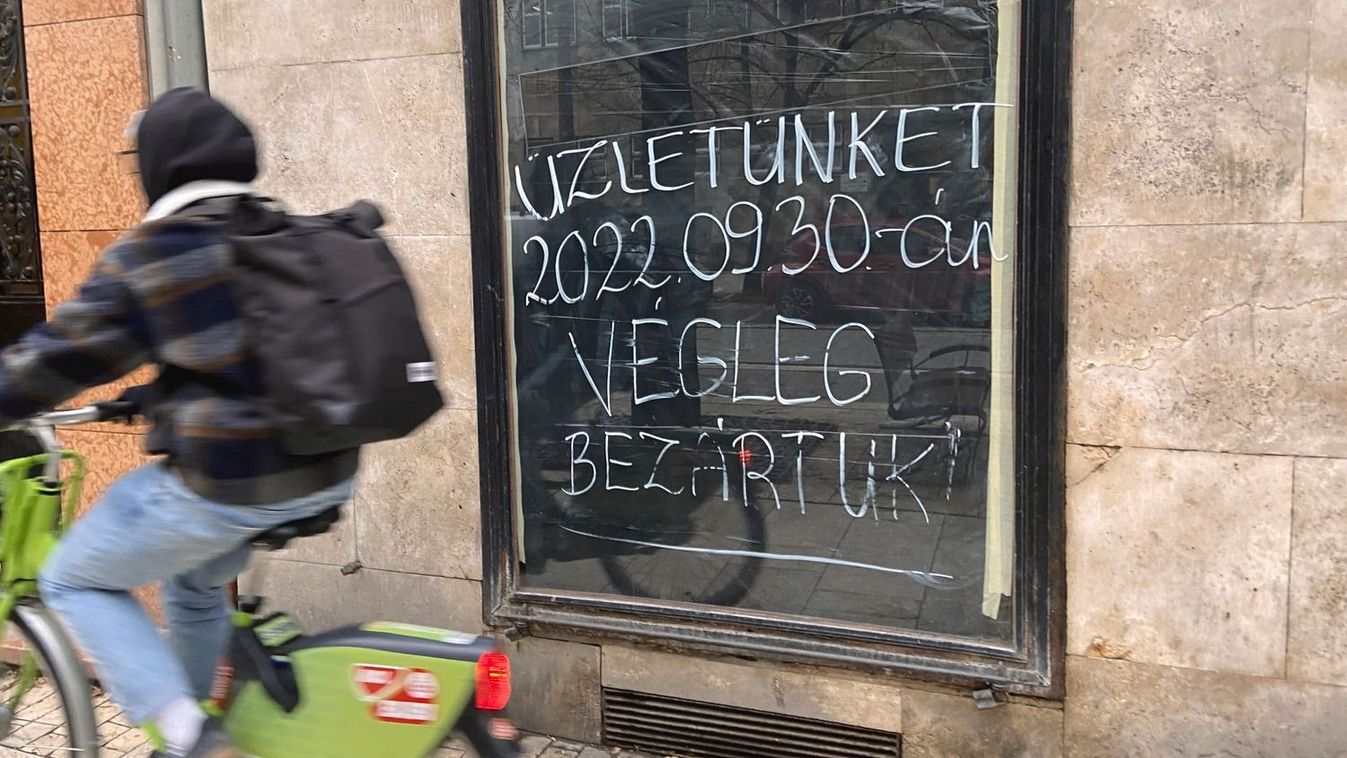 ÜZLETÜNKET
2022.09.30.-án
VÉGLEG
BEZÁRTUK!